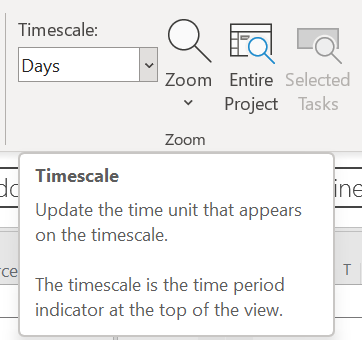 Timescale:
Days
Zoom
Entire
Project
Selected
Tasks
Zoom
Timescale
Update the time unit that appears
on the timescale.
The timescale is the time period
indicator at the top of the view.
T